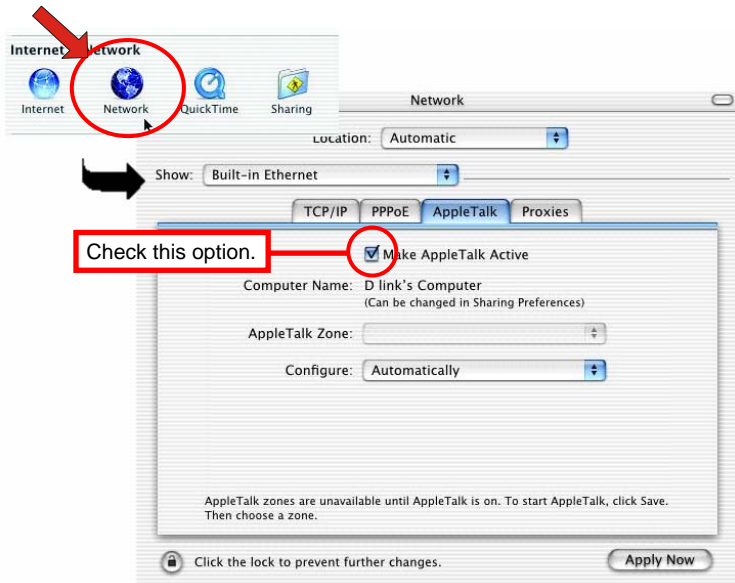 Internet & Network
Internet
Network
QuickTime
Sharing
Network
Location: Automatic
Show: Built-in Ethernet
TCP/IP
PPPoE
AppleTalk
Proxies
Check this option.
Make AppleTalk Active
Computer Name: D link's Computer
(Can be changed in Sharing Preferences)
AppleTalk Zone:
Configure: Automatically
AppleTalk zones are unavailable until AppleTalk is on. To start AppleTalk, click Save.
Then choose a zone.
Click the lock to prevent further changes.
Apply Now